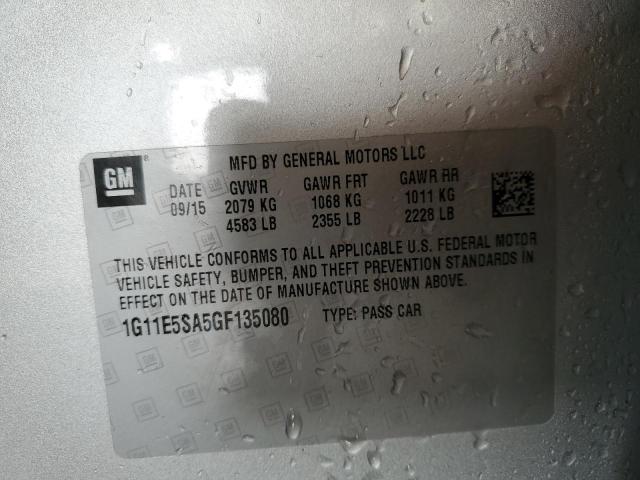 GM
MFD BY GENERAL MOTORS LLC
DATE GVWR GAWR FRT GAWR RR
09/15 2079 KG 1068 KG 1011 KG
4583 LB 2355 LB 2228 LB
THIS VEHICLE CONFORMS TO ALL APPLICABLE U.S. FEDERAL MOTOR
VEHICLE SAFETY, BUMPER, AND THEFT PREVENTION STANDARDS IN
EFFECT ON THE DATE OF MANUFACTURE SHOWN ABOVE.
1G11E5SA5GF135080 TYPE: PASS CAR